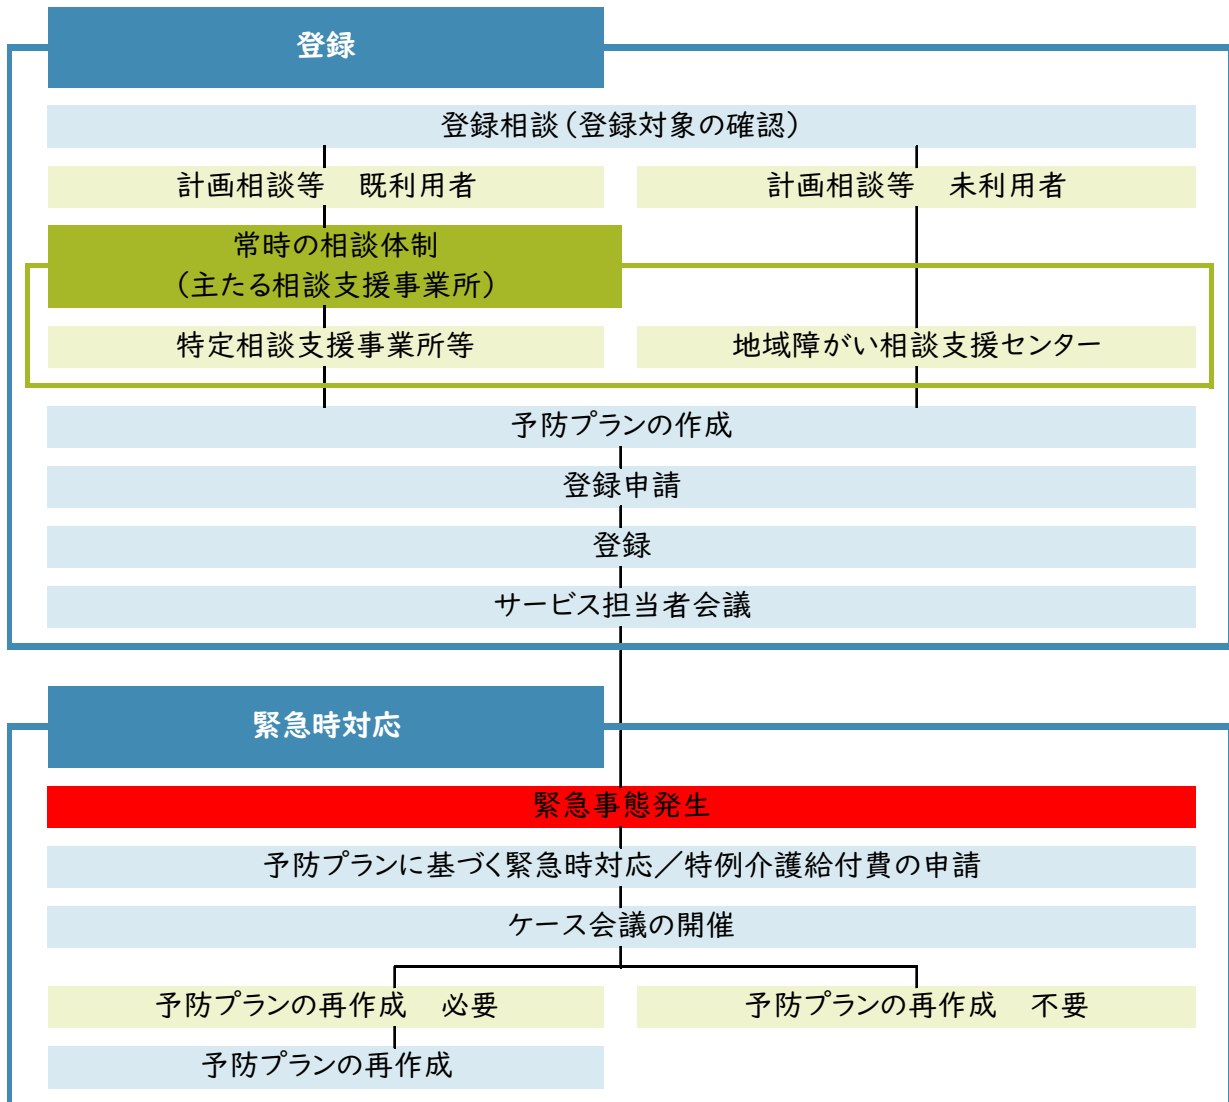 登録
登録相談（登録対象の確認）
計画相談等　既利用者
計画相談等　未利用者
常時の相談体制
（主たる相談支援事業所）
特定相談支援事業所等
地域障がい相談支援センター
予防プランの作成
登録申請
登録
サービス担当者会議
緊急時対応
緊急事態発生
予防プランに基づく緊急時対応／特例介護給付費の申請
ケース会議の開催
予防プランの再作成　必要
予防プランの再作成　不要
予防プランの再作成